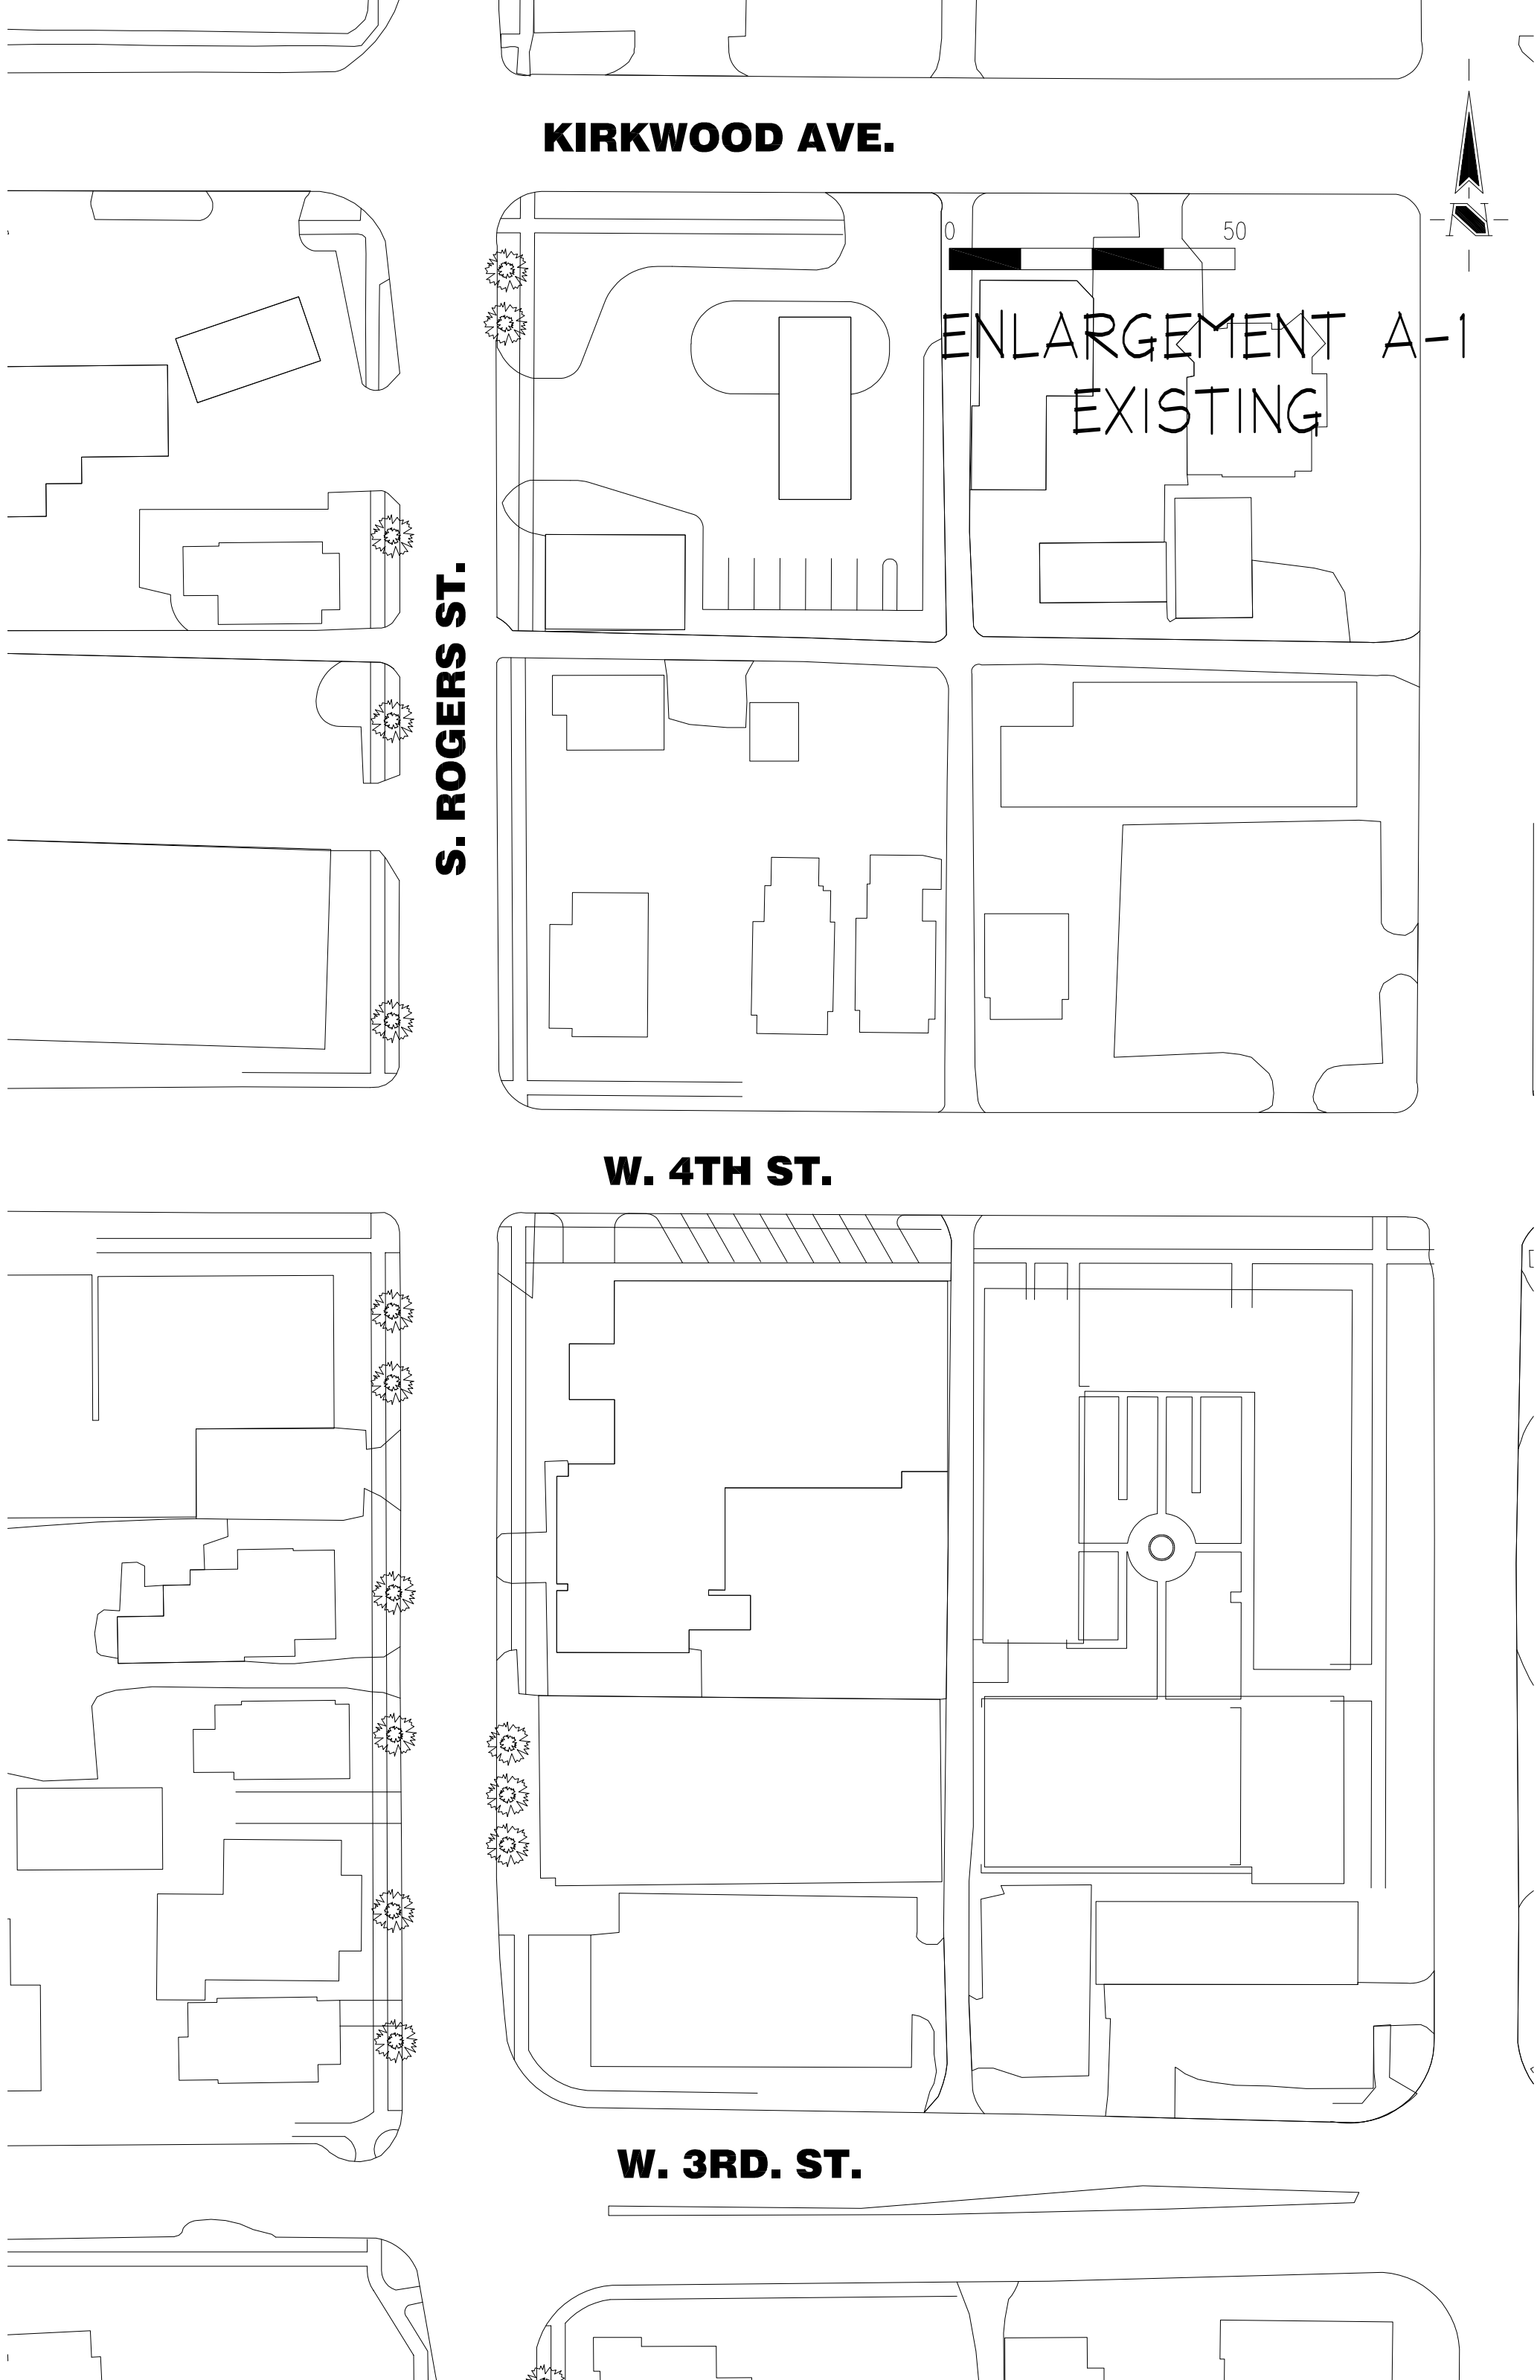 KIRKWOOD AVE.
N
0 50
ENLARGEMENT A-1
EXISTING
S. ROGERS ST.
W. 4TH ST.
W. 3RD. ST.